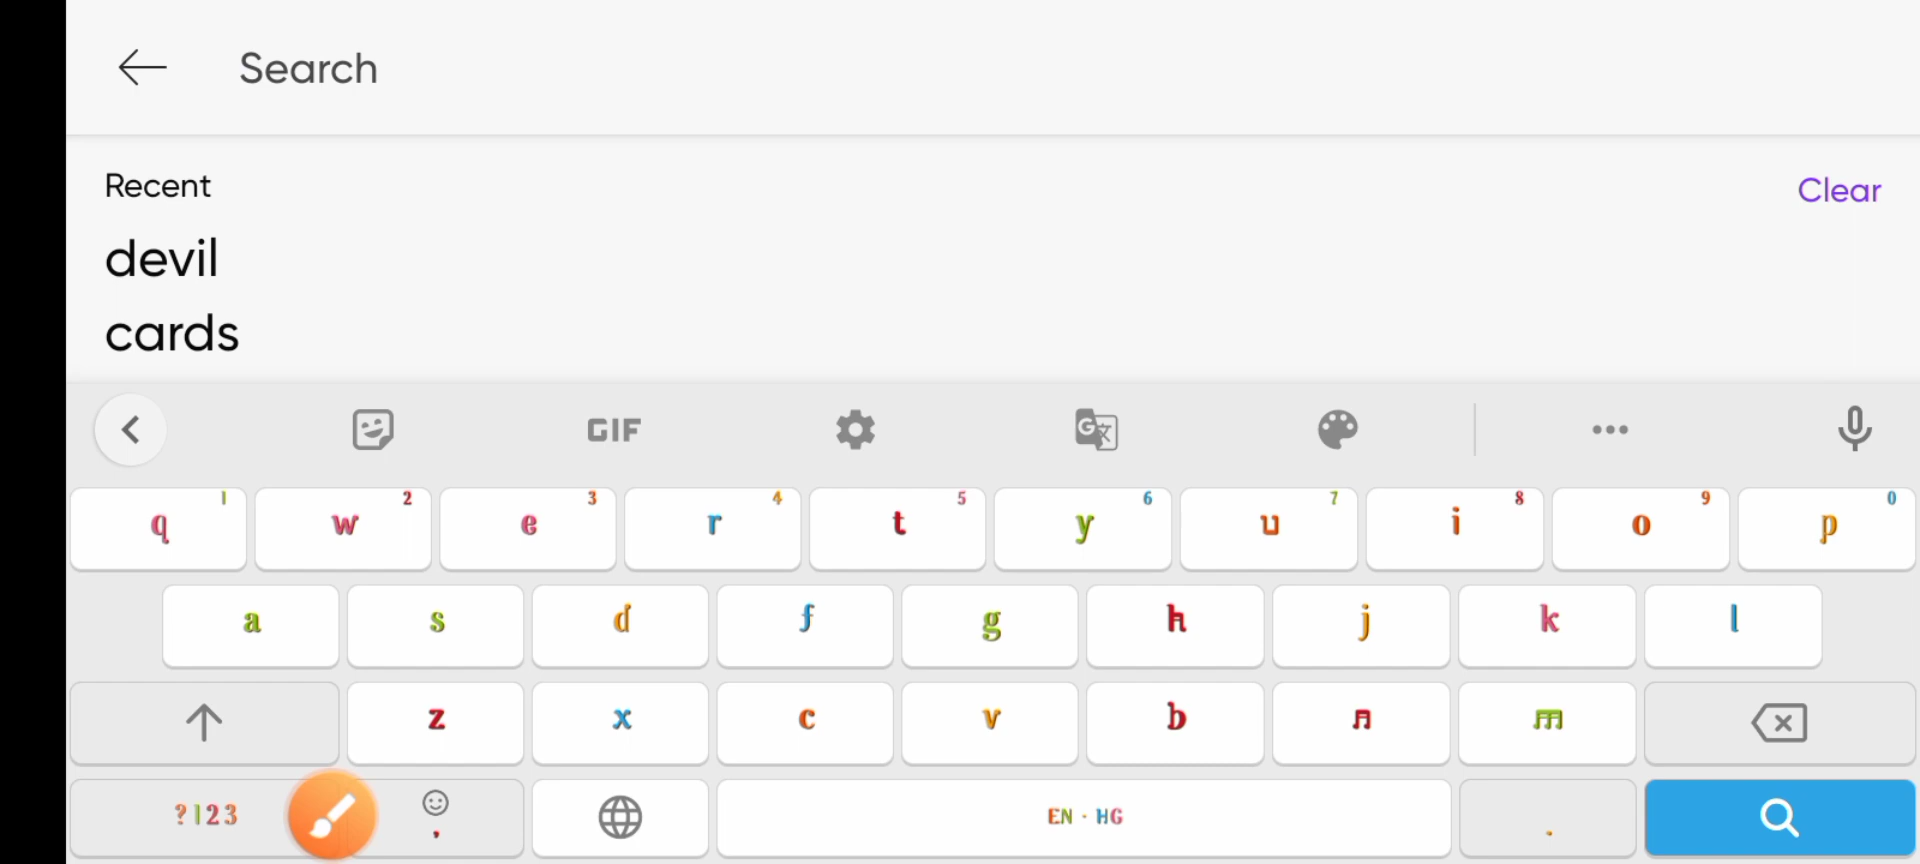 Search
Recent
Clear
devil
cards
GIF
G
q 1 w 2 e 3 r 4 t 5 y 6 u 7 i 8 o 9 p 0
a s d f g h j k l
z x c v b n m
?123 , EN · HG .